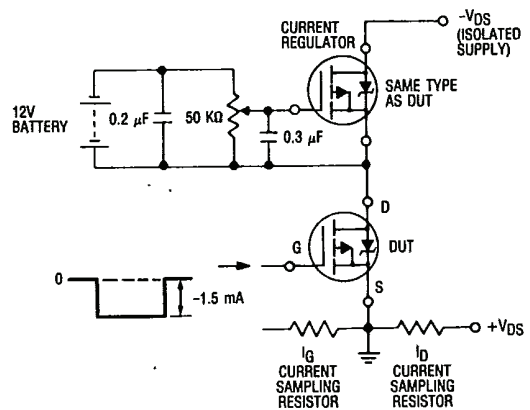 CURRENT
REGULATOR
-VDS
(ISOLATED
SUPPLY)
SAME TYPE
AS DUT
12V
BATTERY
0.2 µF
50 KΩ
0.3 µF
D
G
DUT
S
0
-1.5 mA
+VDS
IG
CURRENT
SAMPLING
RESISTOR
ID
CURRENT
SAMPLING
RESISTOR